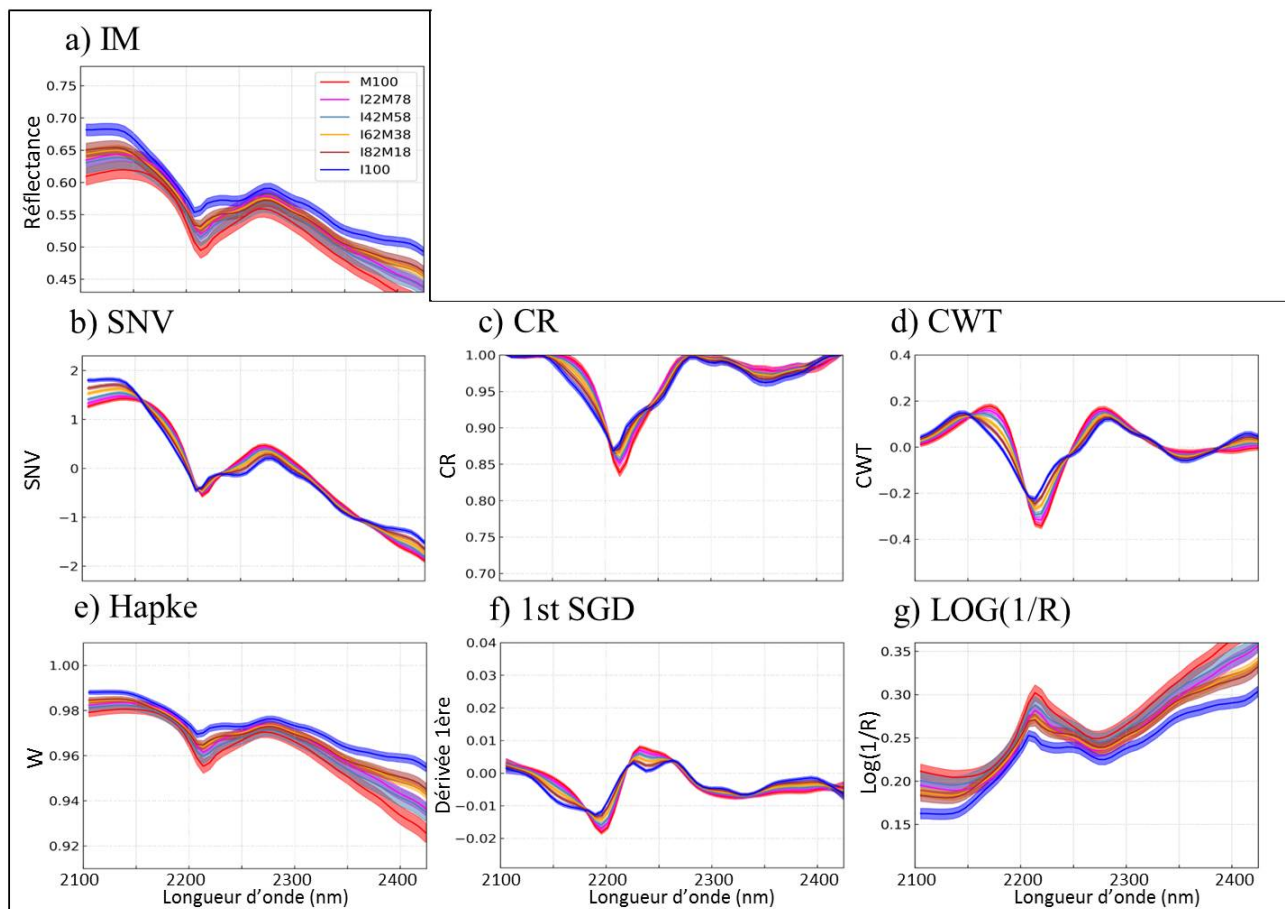 a) IM
0.75
0.70
0.65
0.60
0.55
0.50
0.45
Réflectance
M100
I22M78
I42M58
I62M38
I82M18
I100
b) SNV
2
1
0
−1
−2
SNV
c) CR
1.00
0.95
0.90
0.85
0.80
0.75
0.70
CR
d) CWT
0.4
0.2
0.0
−0.2
−0.4
CWT
e) Hapke
1.00
0.98
0.96
0.94
0.92
W
2100 2200 2300 2400
Longueur d’onde (nm)
f) 1st SGD
0.04
0.03
0.02
0.01
0.00
−0.01
−0.02
Dérivée 1ère
2100 2200 2300 2400
Longueur d’onde (nm)
g) LOG(1/R)
0.35
0.30
0.25
0.20
0.15
Log(1/R)
2100 2200 2300 2400
Longueur d’onde (nm)